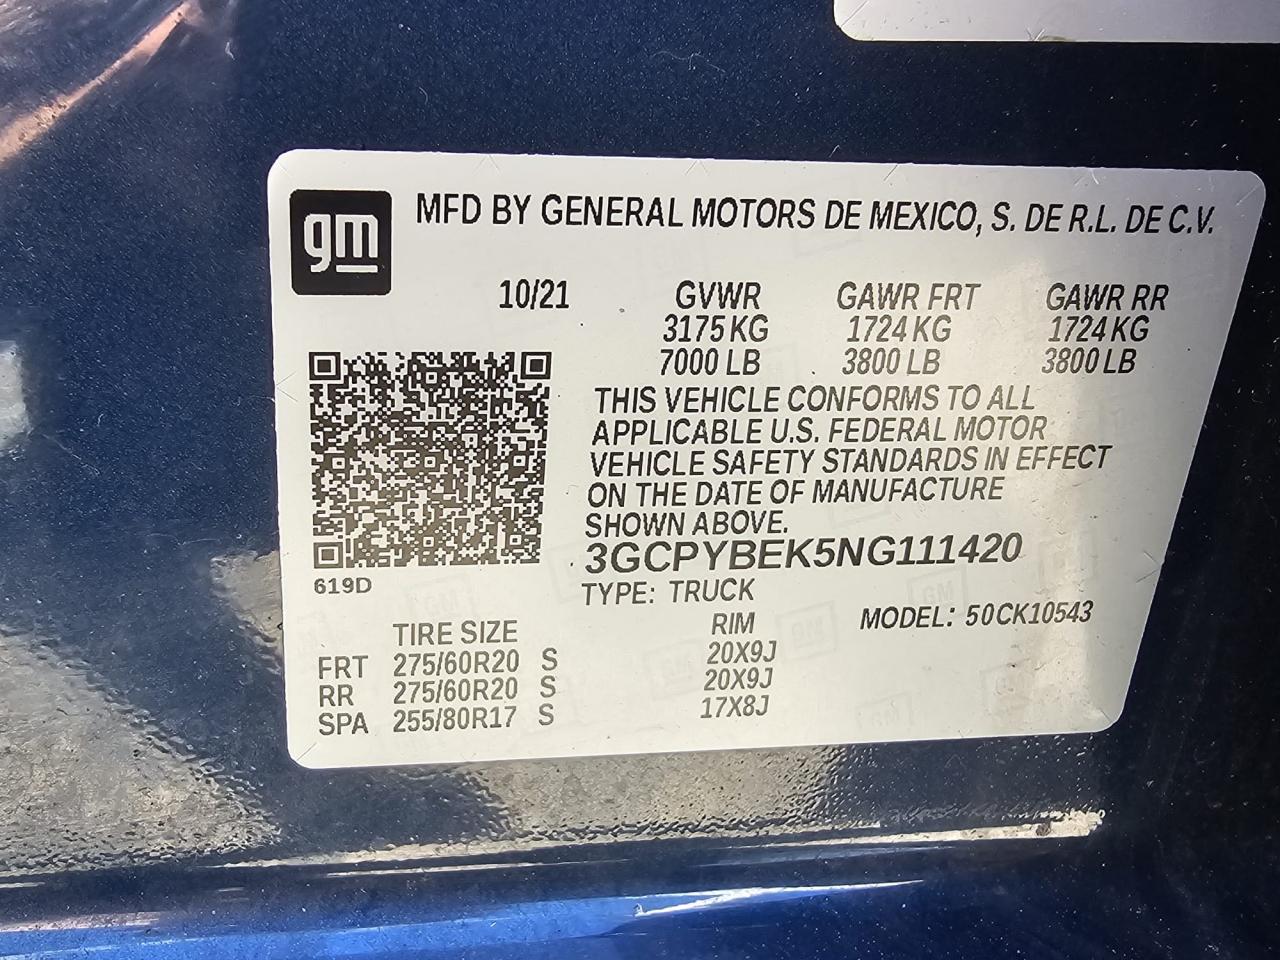 gm MFD BY GENERAL MOTORS DE MEXICO, S. DE R.L. DE C.V.
10/21 GVWR GAWR FRT GAWR RR
3175 KG 1724 KG 1724 KG
7000 LB 3800 LB 3800 LB
THIS VEHICLE CONFORMS TO ALL
APPLICABLE U.S. FEDERAL MOTOR
VEHICLE SAFETY STANDARDS IN EFFECT
ON THE DATE OF MANUFACTURE
SHOWN ABOVE.
3GCPYBEK5NG111420
619D
TYPE: TRUCK
MODEL: 50CK10543
TIRE SIZE RIM
FRT 275/60R20 S 20X9J
RR 275/60R20 S 20X9J
SPA 255/80R17 S 17X8J